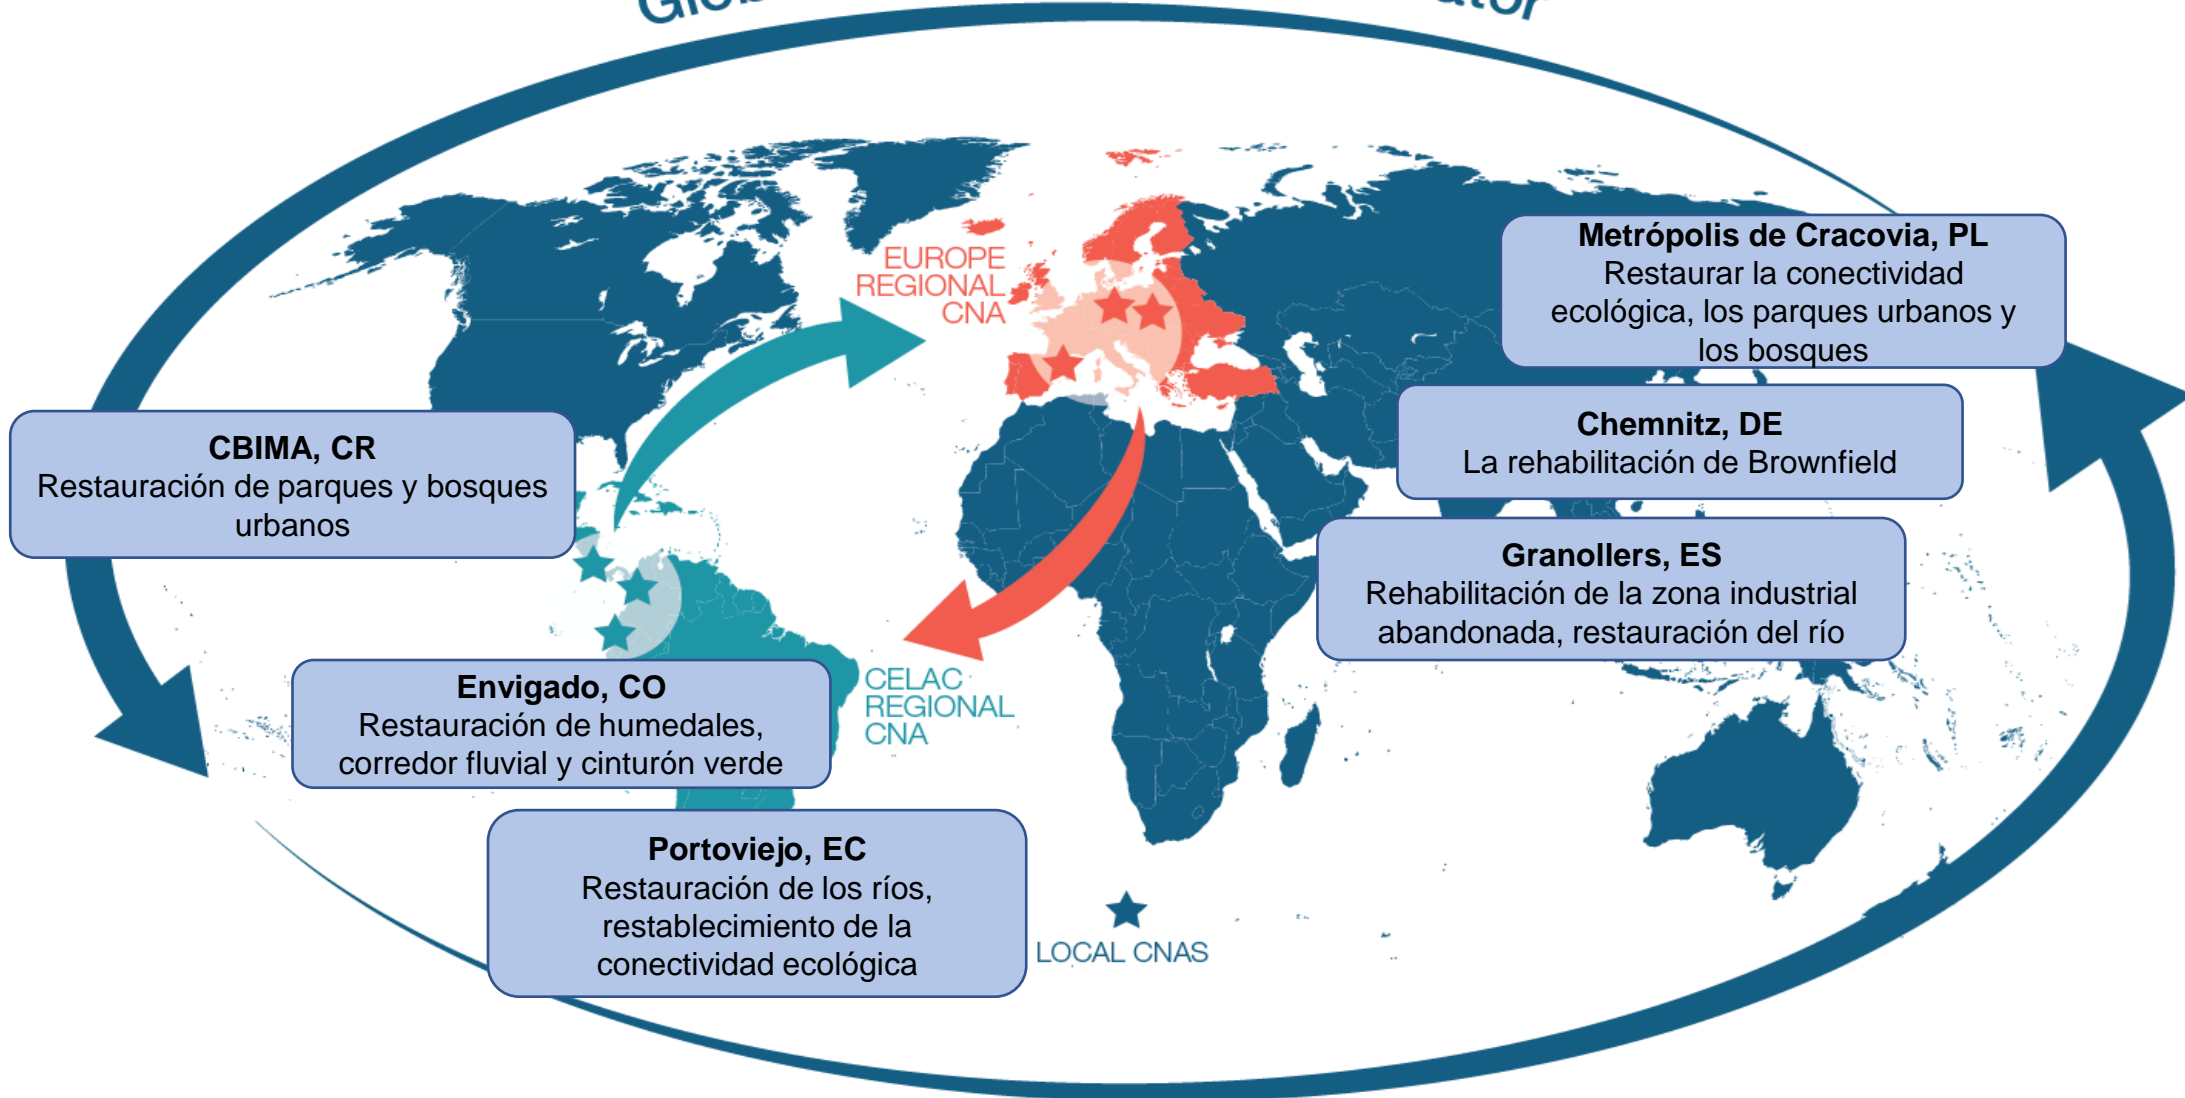 EUROPE
REGIONAL
CNA
Metrópolis de Cracovia, PL
Restaurar la conectividad
ecológica, los parques urbanos y
los bosques
Chemnitz, DE
La rehabilitación de Brownfield
CBIMA, CR
Restauración de parques y bosques
urbanos
Granollers, ES
Rehabilitación de la zona industrial
abandonada, restauración del río
Envigado, CO
Restauración de humedales,
corredor fluvial y cinturón verde
CELAC
REGIONAL
CNA
Portoviejo, EC
Restauración de los ríos,
restablecimiento de la
conectividad ecológica
LOCAL CNAS